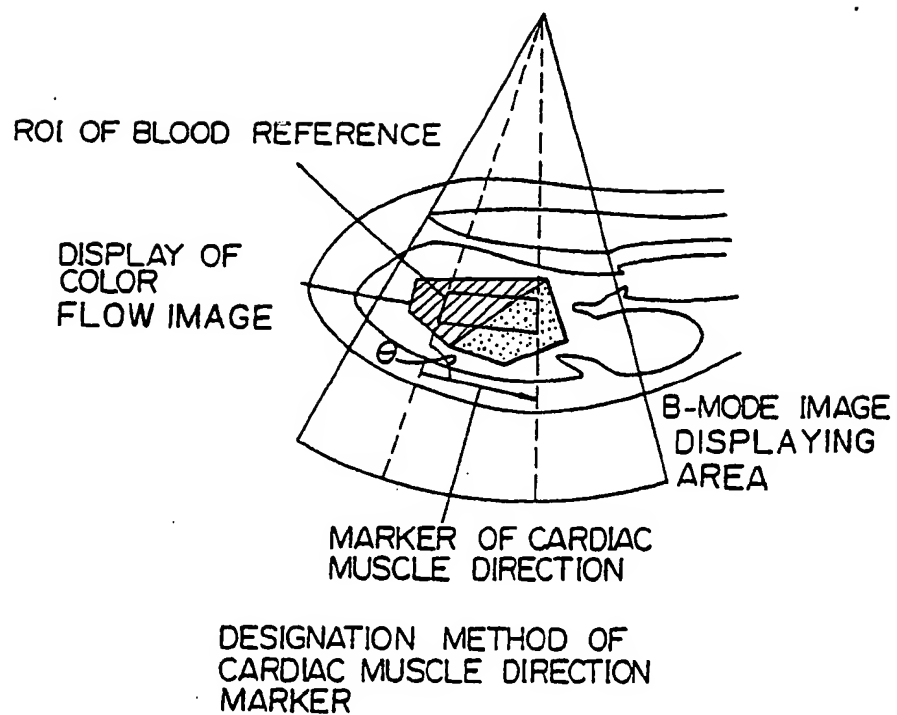 ROI OF BLOOD REFERENCE
DISPLAY OF
COLOR
FLOW IMAGE
θ
B-MODE IMAGE
DISPLAYING
AREA
MARKER OF CARDIAC
MUSCLE DIRECTION
DESIGNATION METHOD OF
CARDIAC MUSCLE DIRECTION
MARKER